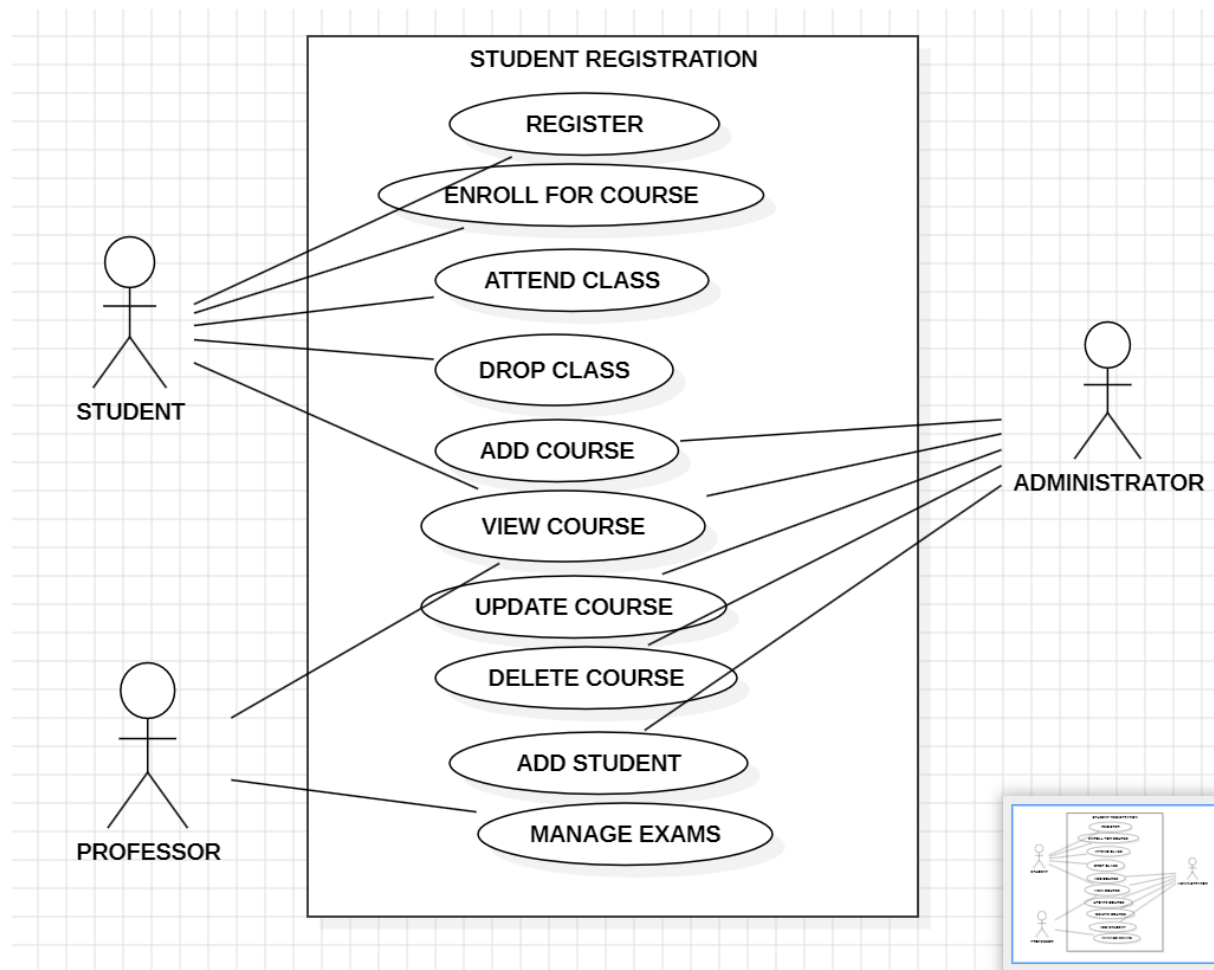 STUDENT REGISTRATION
REGISTER
ENROLL FOR COURSE
ATTEND CLASS
DROP CLASS
STUDENT
ADD COURSE
ADMINISTRATOR
VIEW COURSE
UPDATE COURSE
DELETE COURSE
ADD STUDENT
MANAGE EXAMS
PROFESSOR